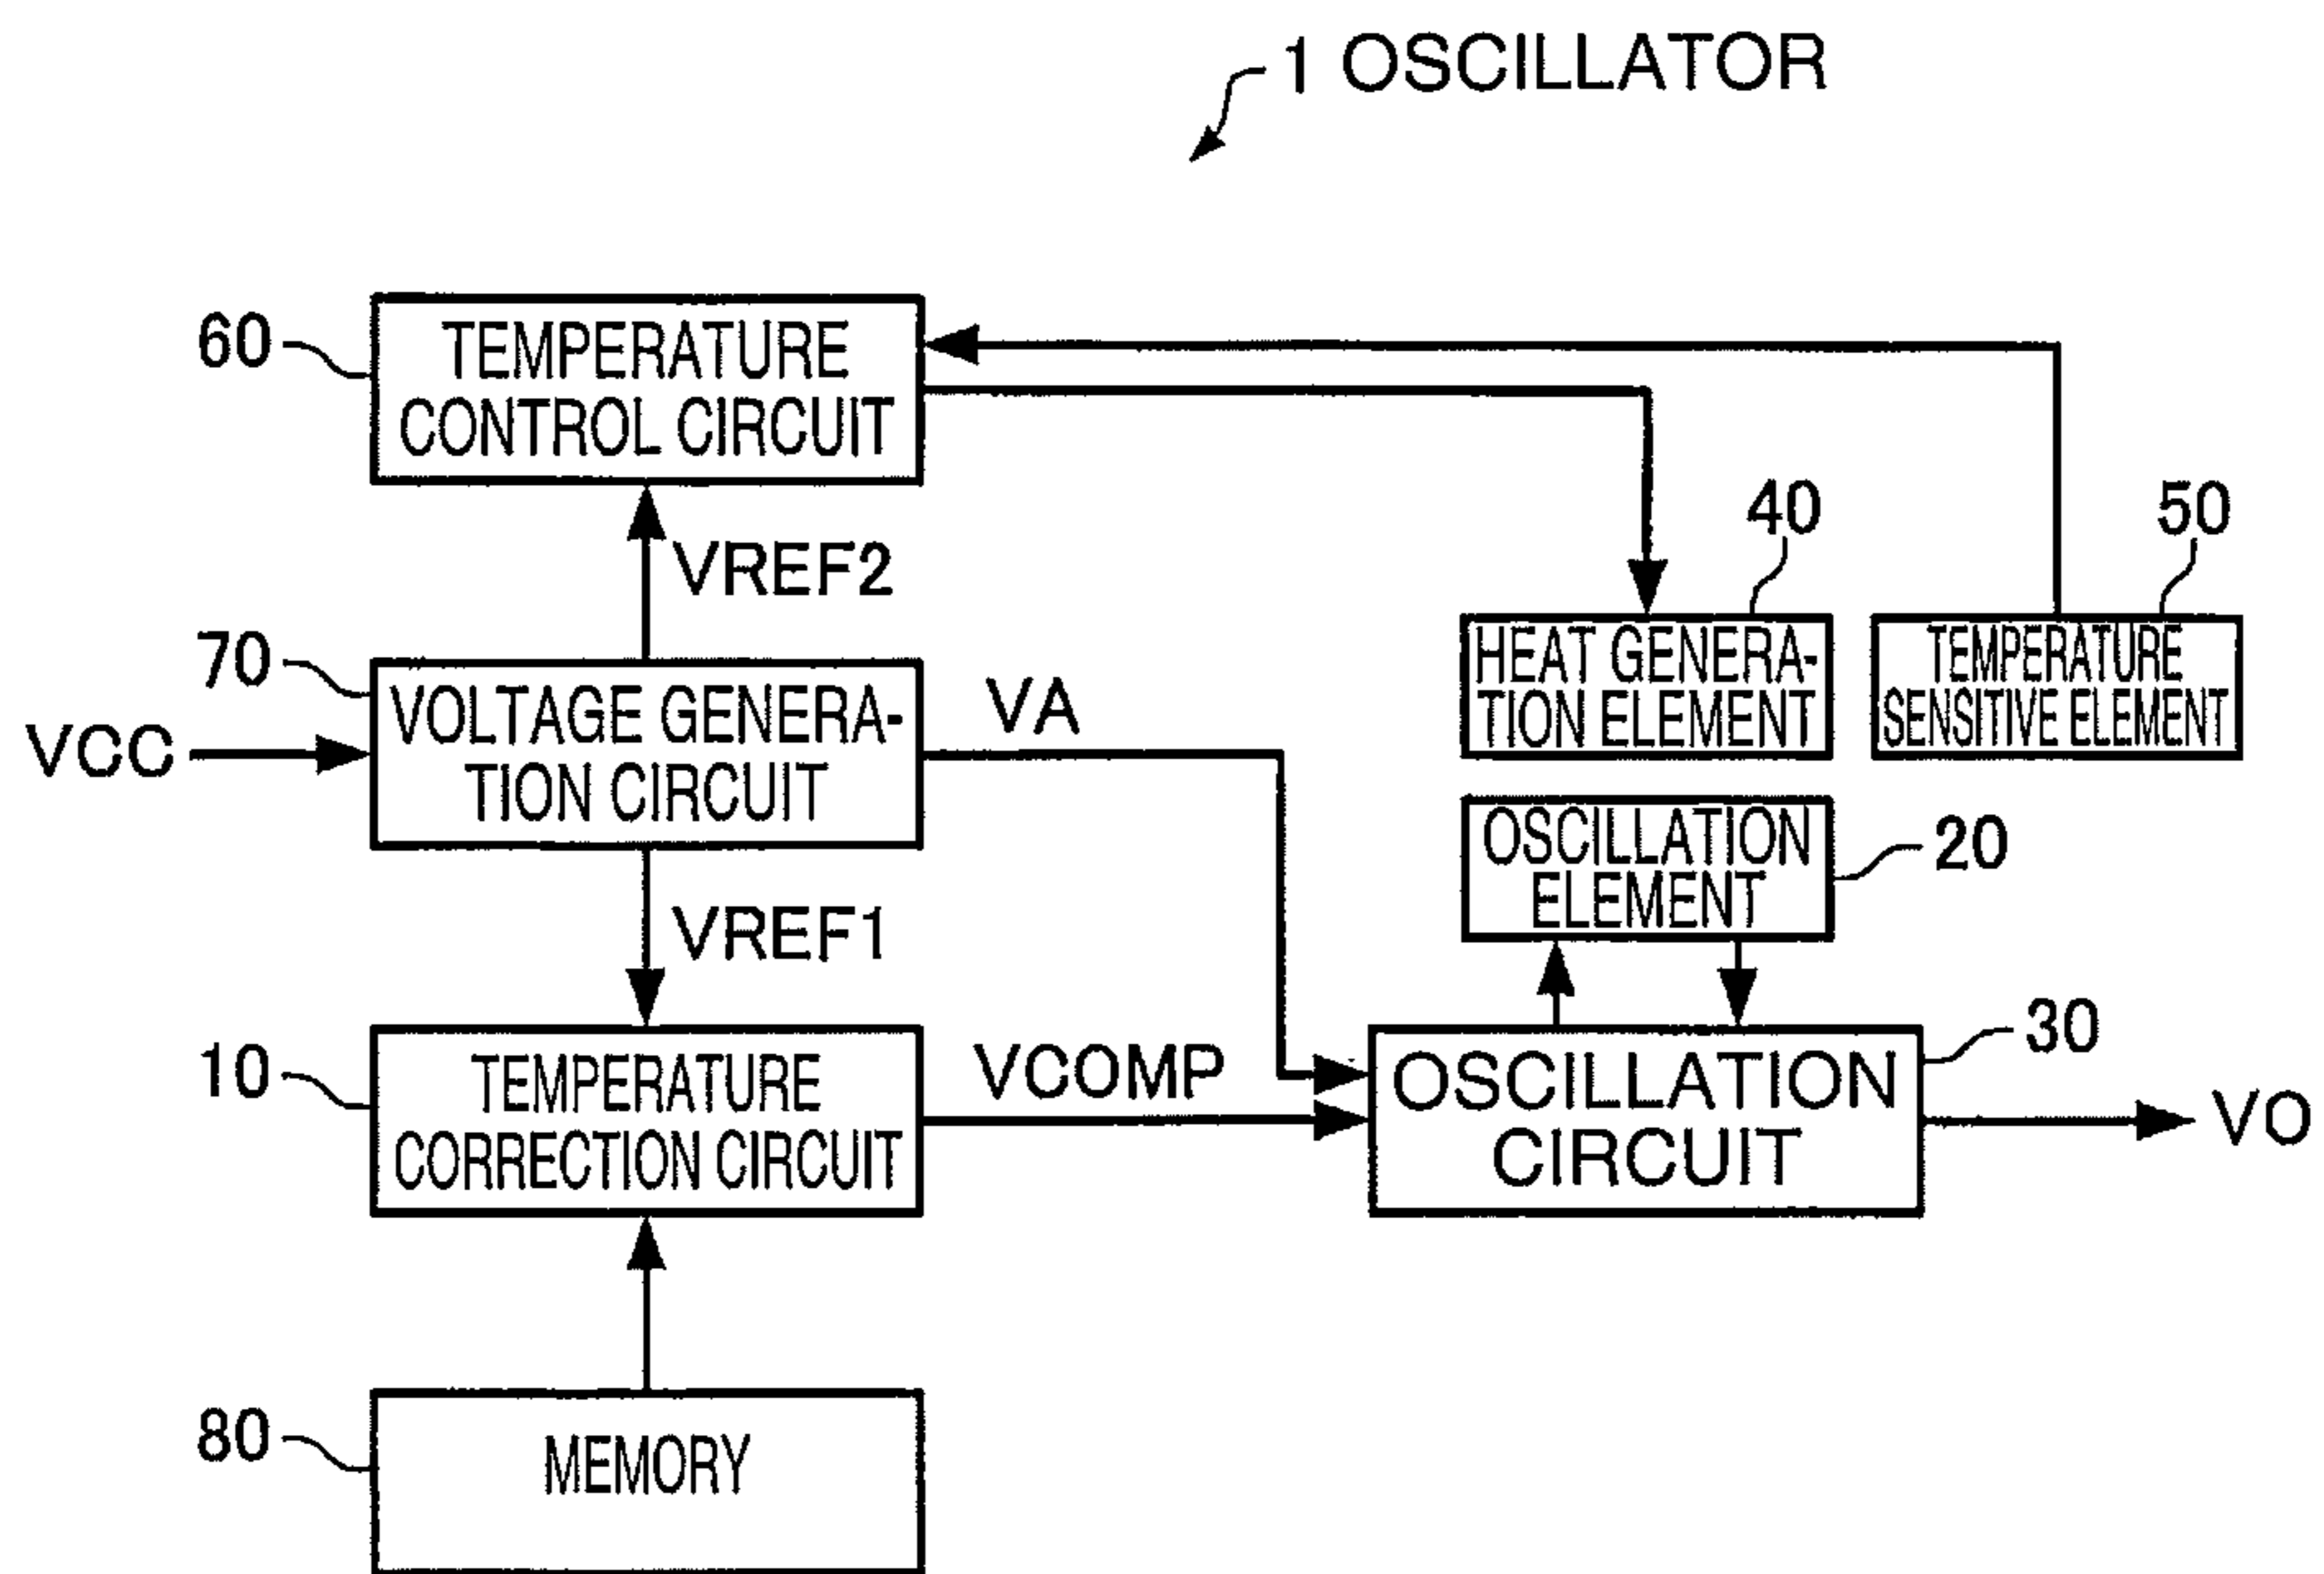 1 OSCILLATOR
60
TEMPERATURE
CONTROL CIRCUIT
VREF2
40
50
70
VOLTAGE GENERA-
TION CIRCUIT
VCC
VA
HEAT GENERA-
TION ELEMENT
TEMPERATURE
SENSITIVE ELEMENT
OSCILLATION
ELEMENT
20
VREF1
10
TEMPERATURE
CORRECTION CIRCUIT
VCOMP
30
OSCILLATION
CIRCUIT
VO
80
MEMORY